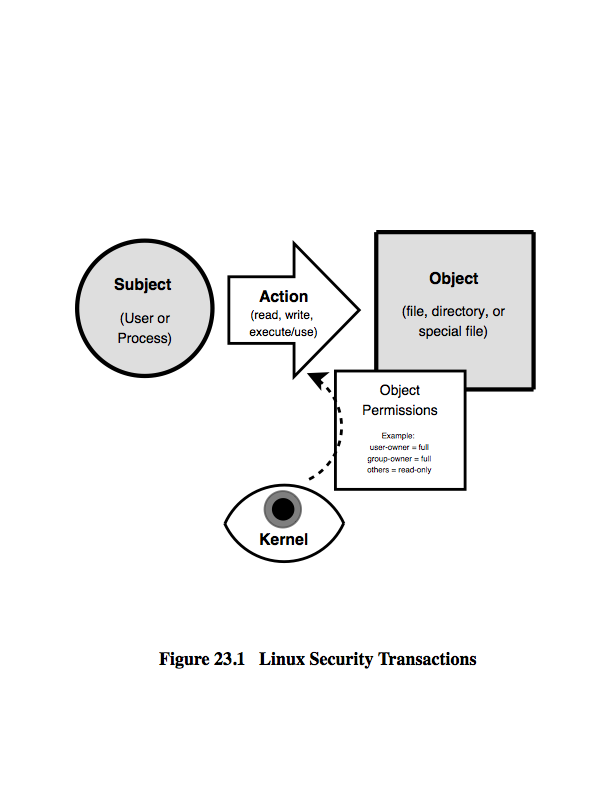 Subject
(User or
Process)
Action
(read, write,
execute/use)
Object
(file, directory, or
special file)
Object
Permissions
Example:
user-owner = full
group-owner = full
others = read-only
Kernel
Figure 23.1 Linux Security Transactions